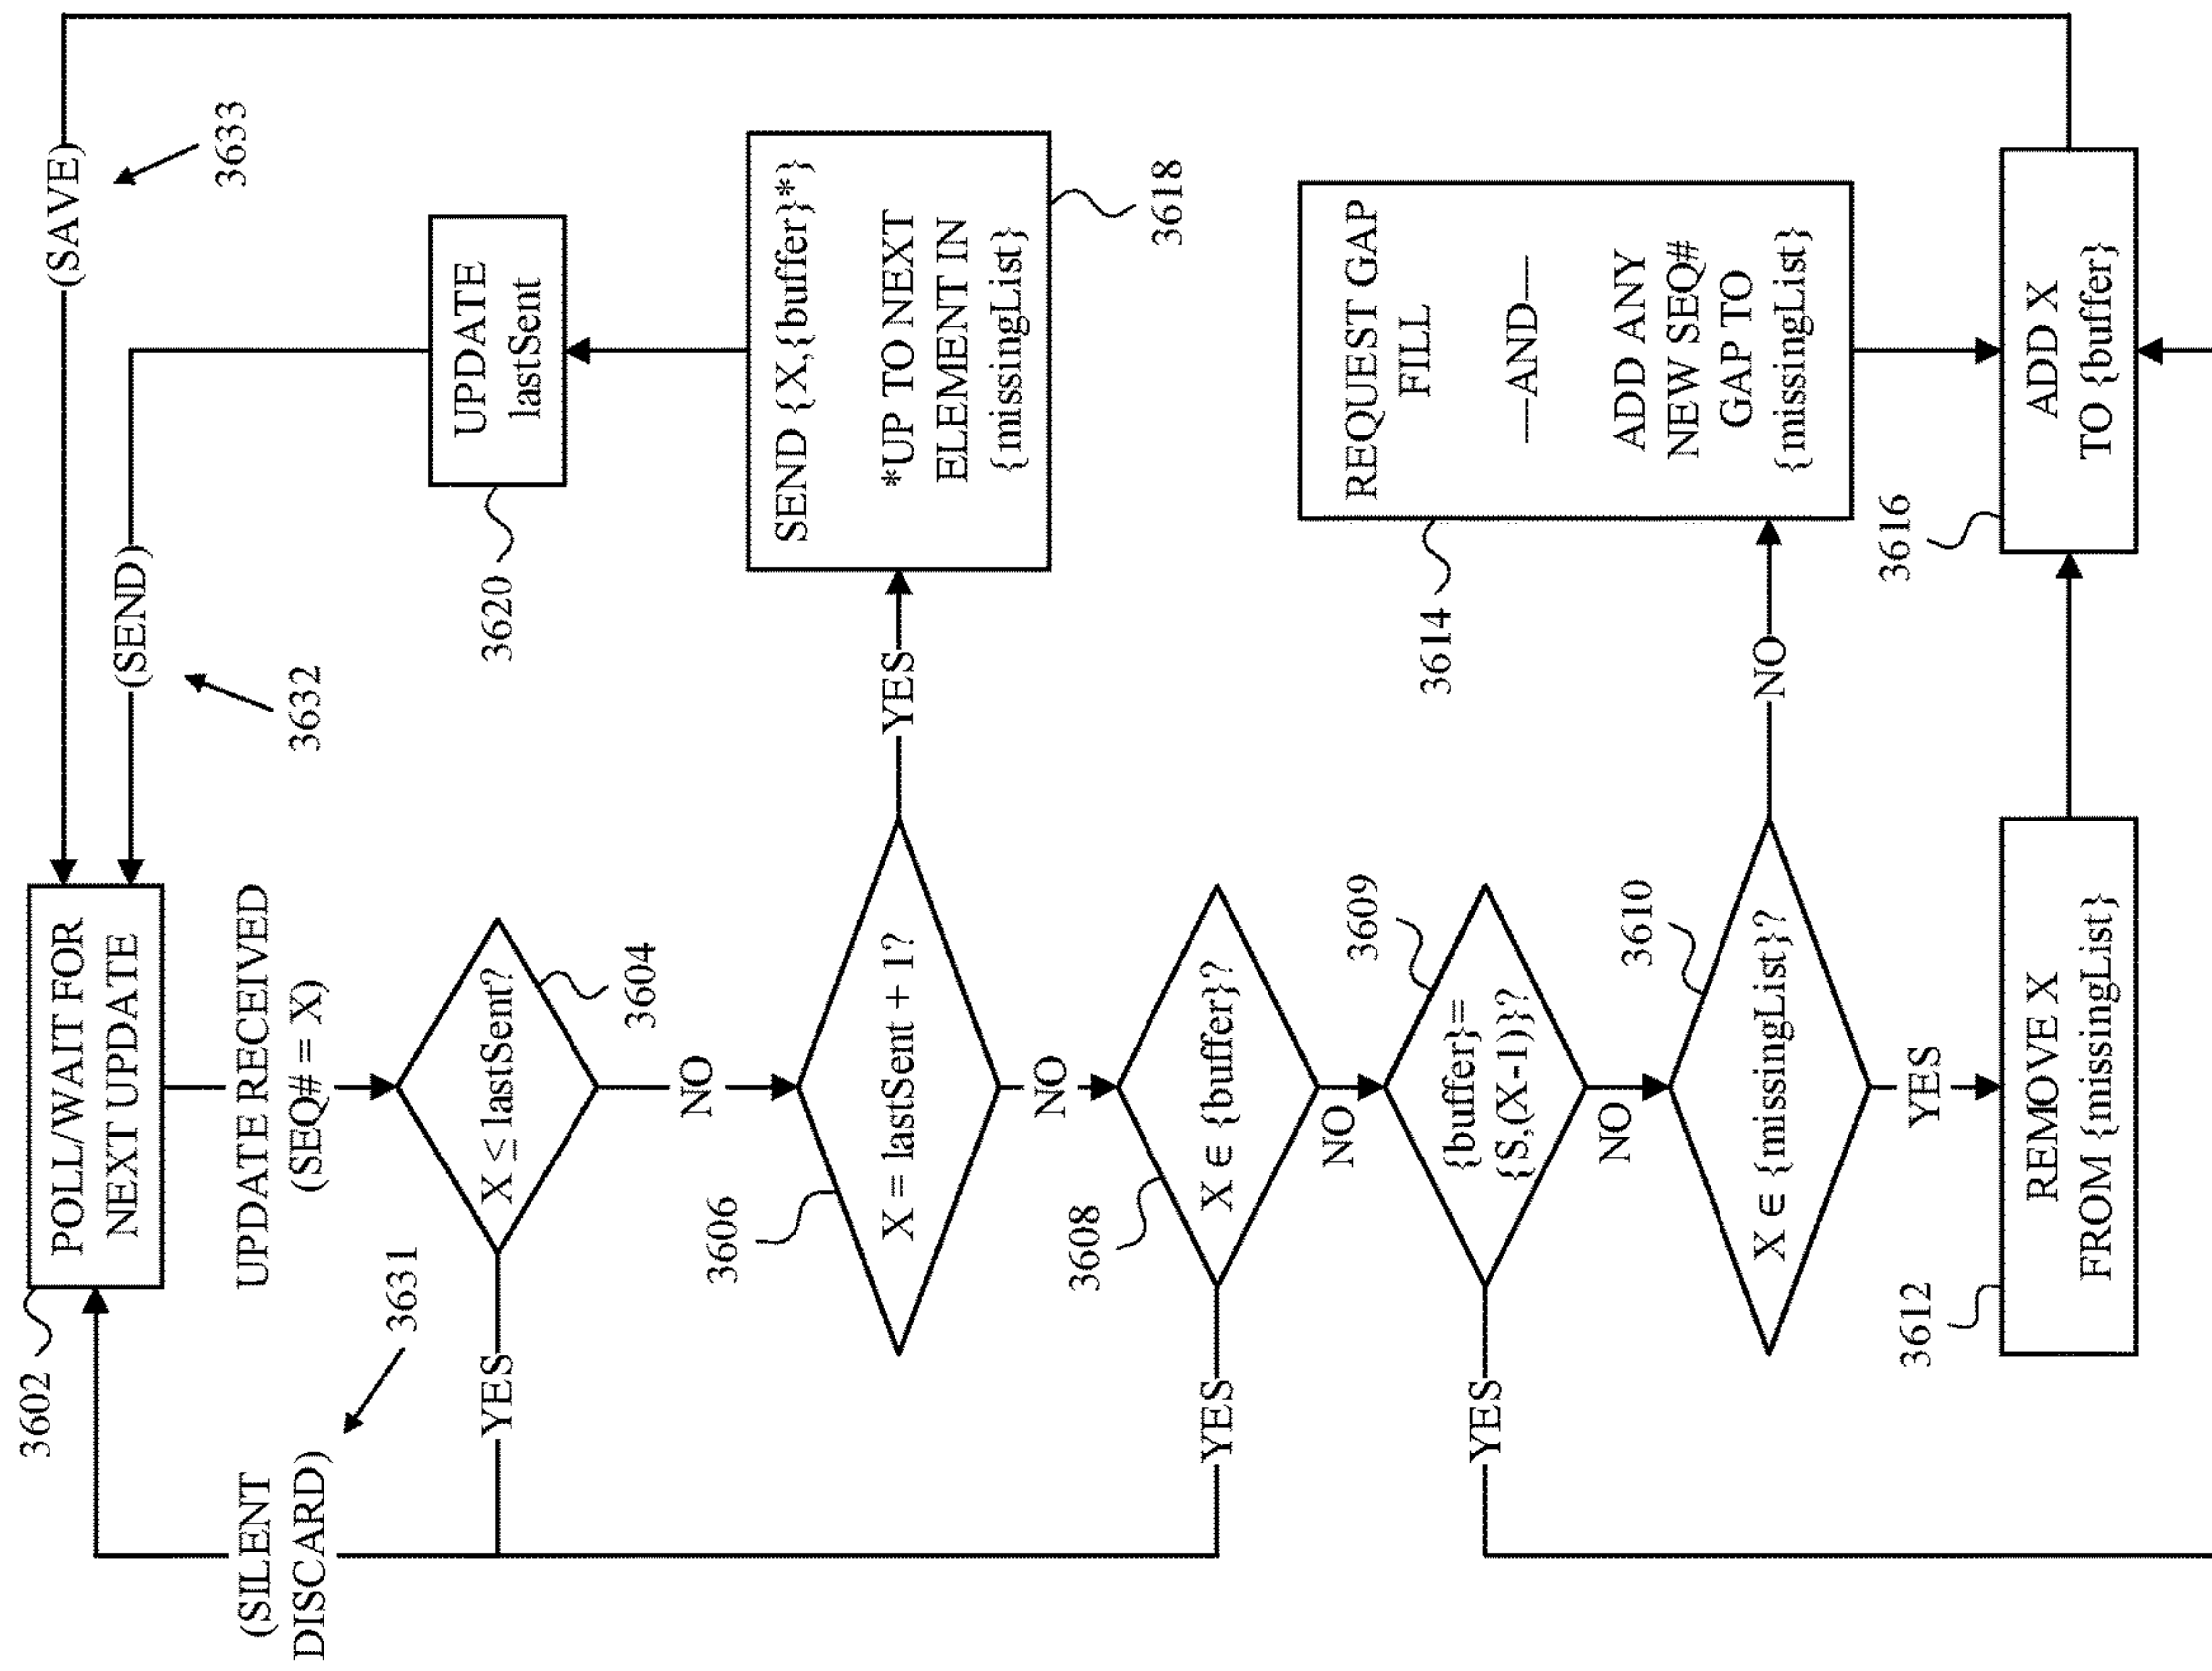 3602
POLL/WAIT FOR
NEXT UPDATE
(SAVE)
3633
(SEND)
3632
(SILENT
DISCARD)
3631
UPDATE RECEIVED
(SEQ# = X)
X ≤ lastSent?
3604
YES
NO
UPDATE
lastSent
3620
3606
X = lastSent + 1?
YES
NO
SEND {X,{buffer}*}
*UP TO NEXT
ELEMENT IN
{missingList}
3618
3608
X ∈ {buffer}?
YES
NO
3609
{buffer}=
{S,(X-1)}?
YES
NO
3610
X ∈ {missingList}?
NO
YES
3614
REQUEST GAP
FILL
—AND—
ADD ANY
NEW SEQ#
GAP TO
{missingList}
3612
REMOVE X
FROM {missingList}
3616
ADD X
TO {buffer}